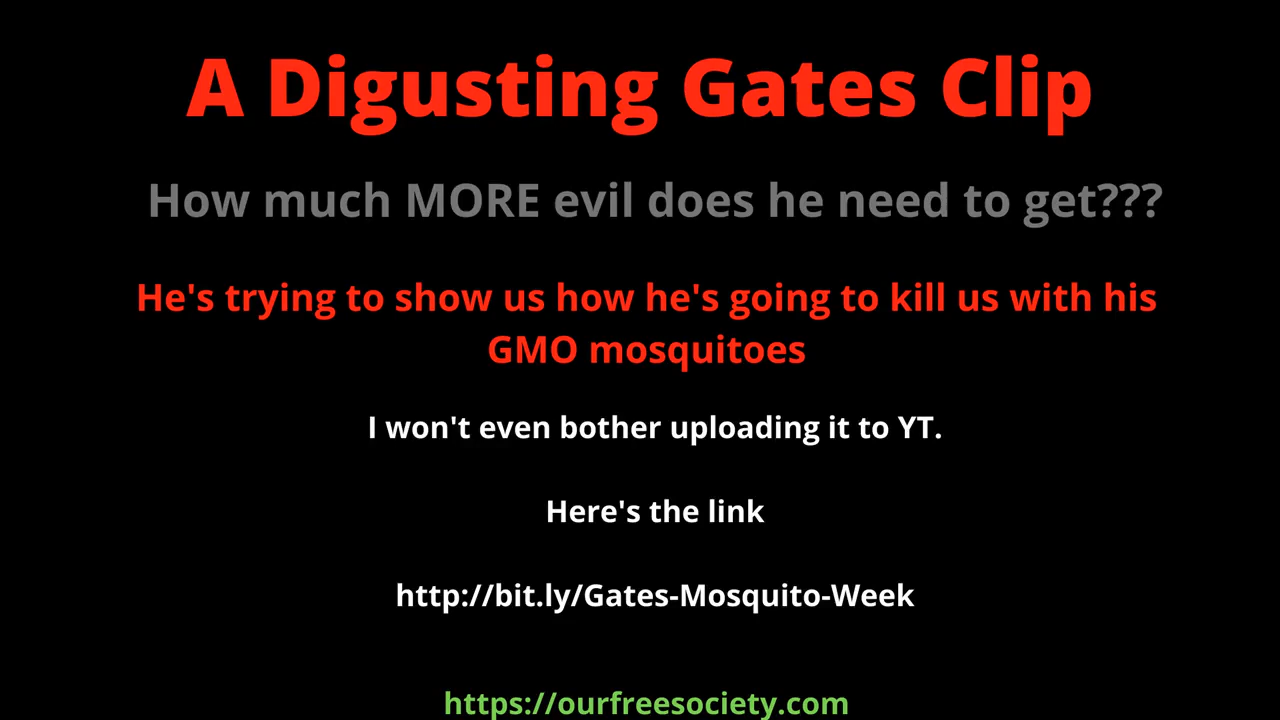 A Digusting Gates Clip
How much MORE evil does he need to get???
He's trying to show us how he's going to kill us with his
GMO mosquitoes
I won't even bother uploading it to YT.
Here's the link
http://bit.ly/Gates-Mosquito-Week
https://ourfreesociety.com